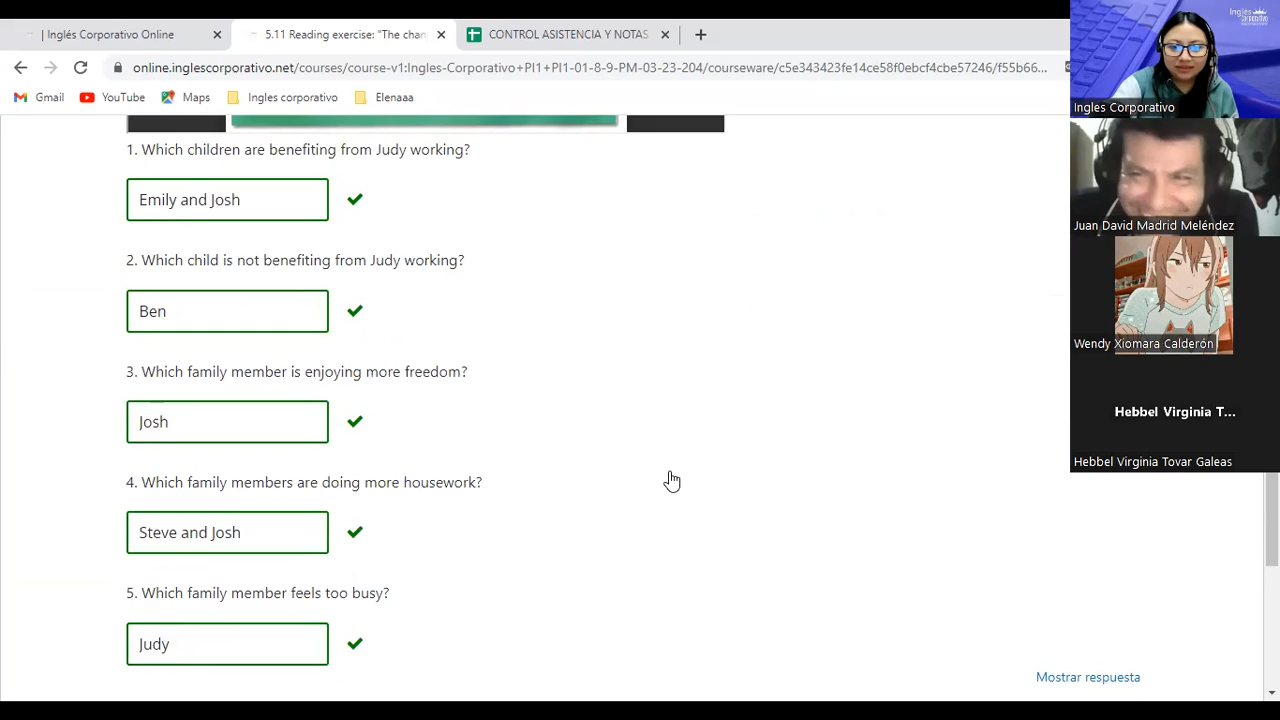 | Inglés Corporativo Online
5.11 Reading exercise: "The chan
CONTROL ASISTENCIA Y NOTAS
online.inglescorporativo.net/courses/course-v1:Ingles-Corporativo+PI1+PI1-01-8-9-PM-03-23-204/courseware/c5e343423fe14ce58f0ebcf4cbe57246/f55b66...
Gmail
YouTube
Maps
Ingles corporativo
Elenaaa
1. Which children are benefiting from Judy working?
Emily and Josh
2. Which child is not benefiting from Judy working?
Ben
3. Which family member is enjoying more freedom?
Josh
4. Which family members are doing more housework?
Steve and Josh
5. Which family member feels too busy?
Judy
Mostrar respuesta
Ingles Corporativo
Juan David Madrid Meléndez
Wendy Xiomara Calderón
Hebbel Virginia T...
Hebbel Virginia Tovar Galeas